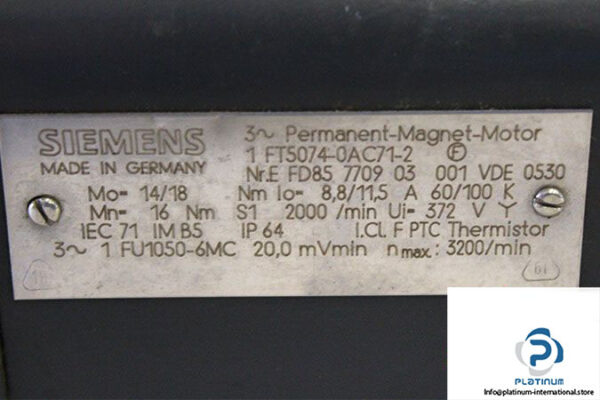 SIEMENS
MADE IN GERMANY
3~ Permanent-Magnet-Motor
1 FT5074-0AC71-2 F
Nr.E FD85 7709 03 001 VDE 0530
Mo= 14/18 Nm Io= 8,8/11,5 A 60/100 K
Mn= 16 Nm S1 2000 /min Ui= 372 V Y
IEC 71 IM B5 IP 64 I.Cl. F PTC Thermistor
3~ 1 FU1050-6MC 20,0 mVmin nmax.: 3200/min
61
P
PLATINUM
Info@platinum-international.store